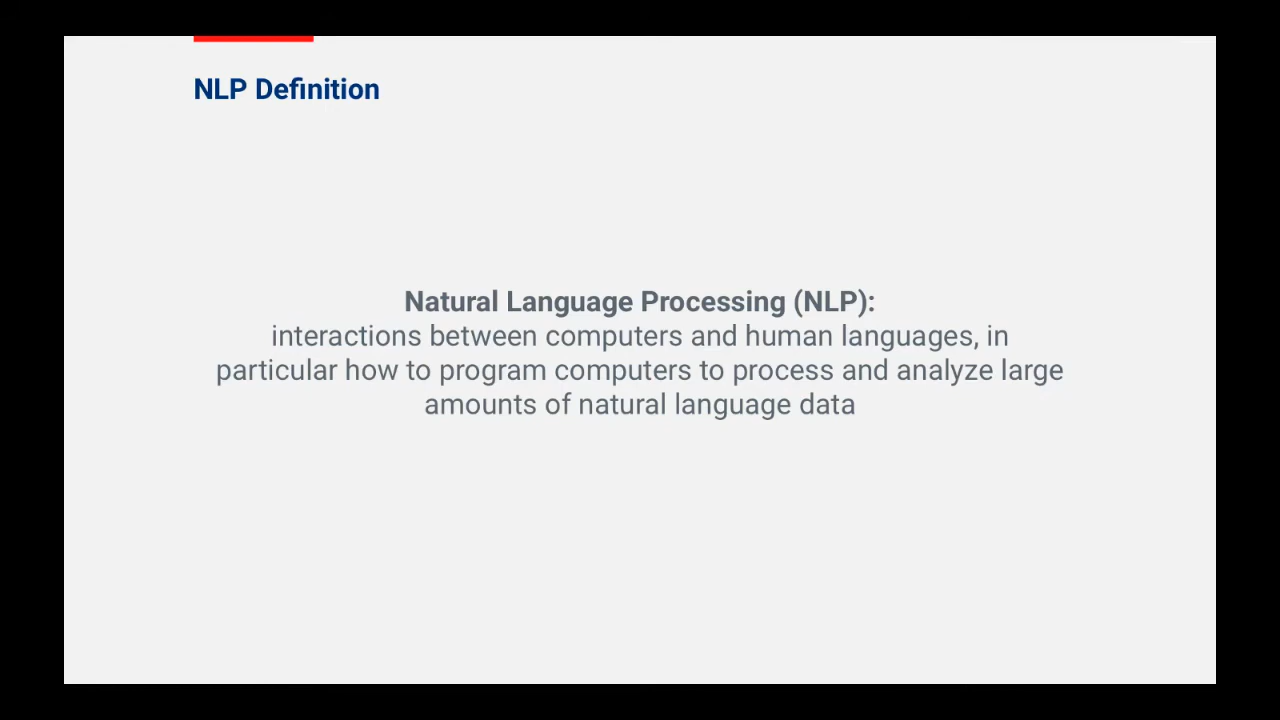 NLP Definition
Natural Language Processing (NLP):
interactions between computers and human languages, in
particular how to program computers to process and analyze large
amounts of natural language data